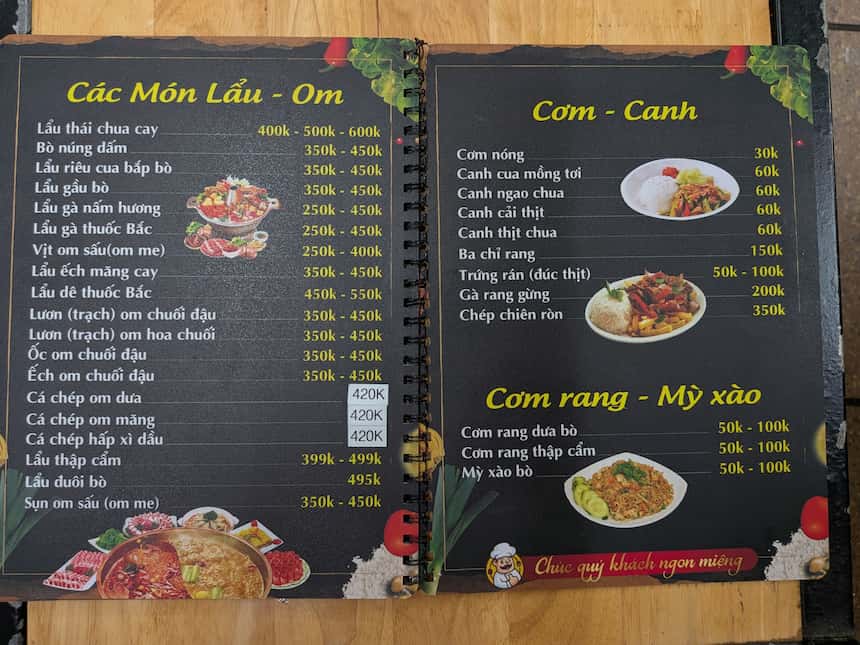 Các Món Lẩu - Om
Lẩu thái chua cay 400k - 500k - 600k
Bò núng dấm 350k - 450k
Lẩu riêu cua bắp bò 350k - 450k
Lẩu gầu bò 350k - 450k
Lẩu gà nấm hương 250k - 450k
Lẩu gà thuốc Bắc 250k - 450k
Vịt om sấu(om me) 250k - 400k
Lẩu ếch măng cay 350k - 450k
Lẩu dê thuốc Bắc 450k - 550k
Lươn (trạch) om chuối đậu 350k - 450k
Lươn (trạch) om hoa chuối 350k - 450k
Ốc om chuối đậu 350k - 450k
Ếch om chuối đậu 350k - 450k
Cá chép om dưa 420K
Cá chép om măng 420K
Cá chép hấp xì dầu 420K
Lẩu thập cẩm 399k - 499k
Lẩu đuôi bò 495k
Sụn om sấu (om me) 350k - 450k
Cơm - Canh
Cơm nóng 30k
Canh cua mồng tơi 60k
Canh ngao chua 60k
Canh cải thịt 60k
Canh thịt chua 60k
Ba chỉ rang 150k
Trứng rán (đúc thịt) 50k - 100k
Gà rang gừng 200k
Chép chiên ròn 350k
Cơm rang - Mỳ xào
Cơm rang dưa bò 50k - 100k
Cơm rang thập cẩm 50k - 100k
Mỳ xào bò 50k - 100k
Chúc quý khách ngon miệng